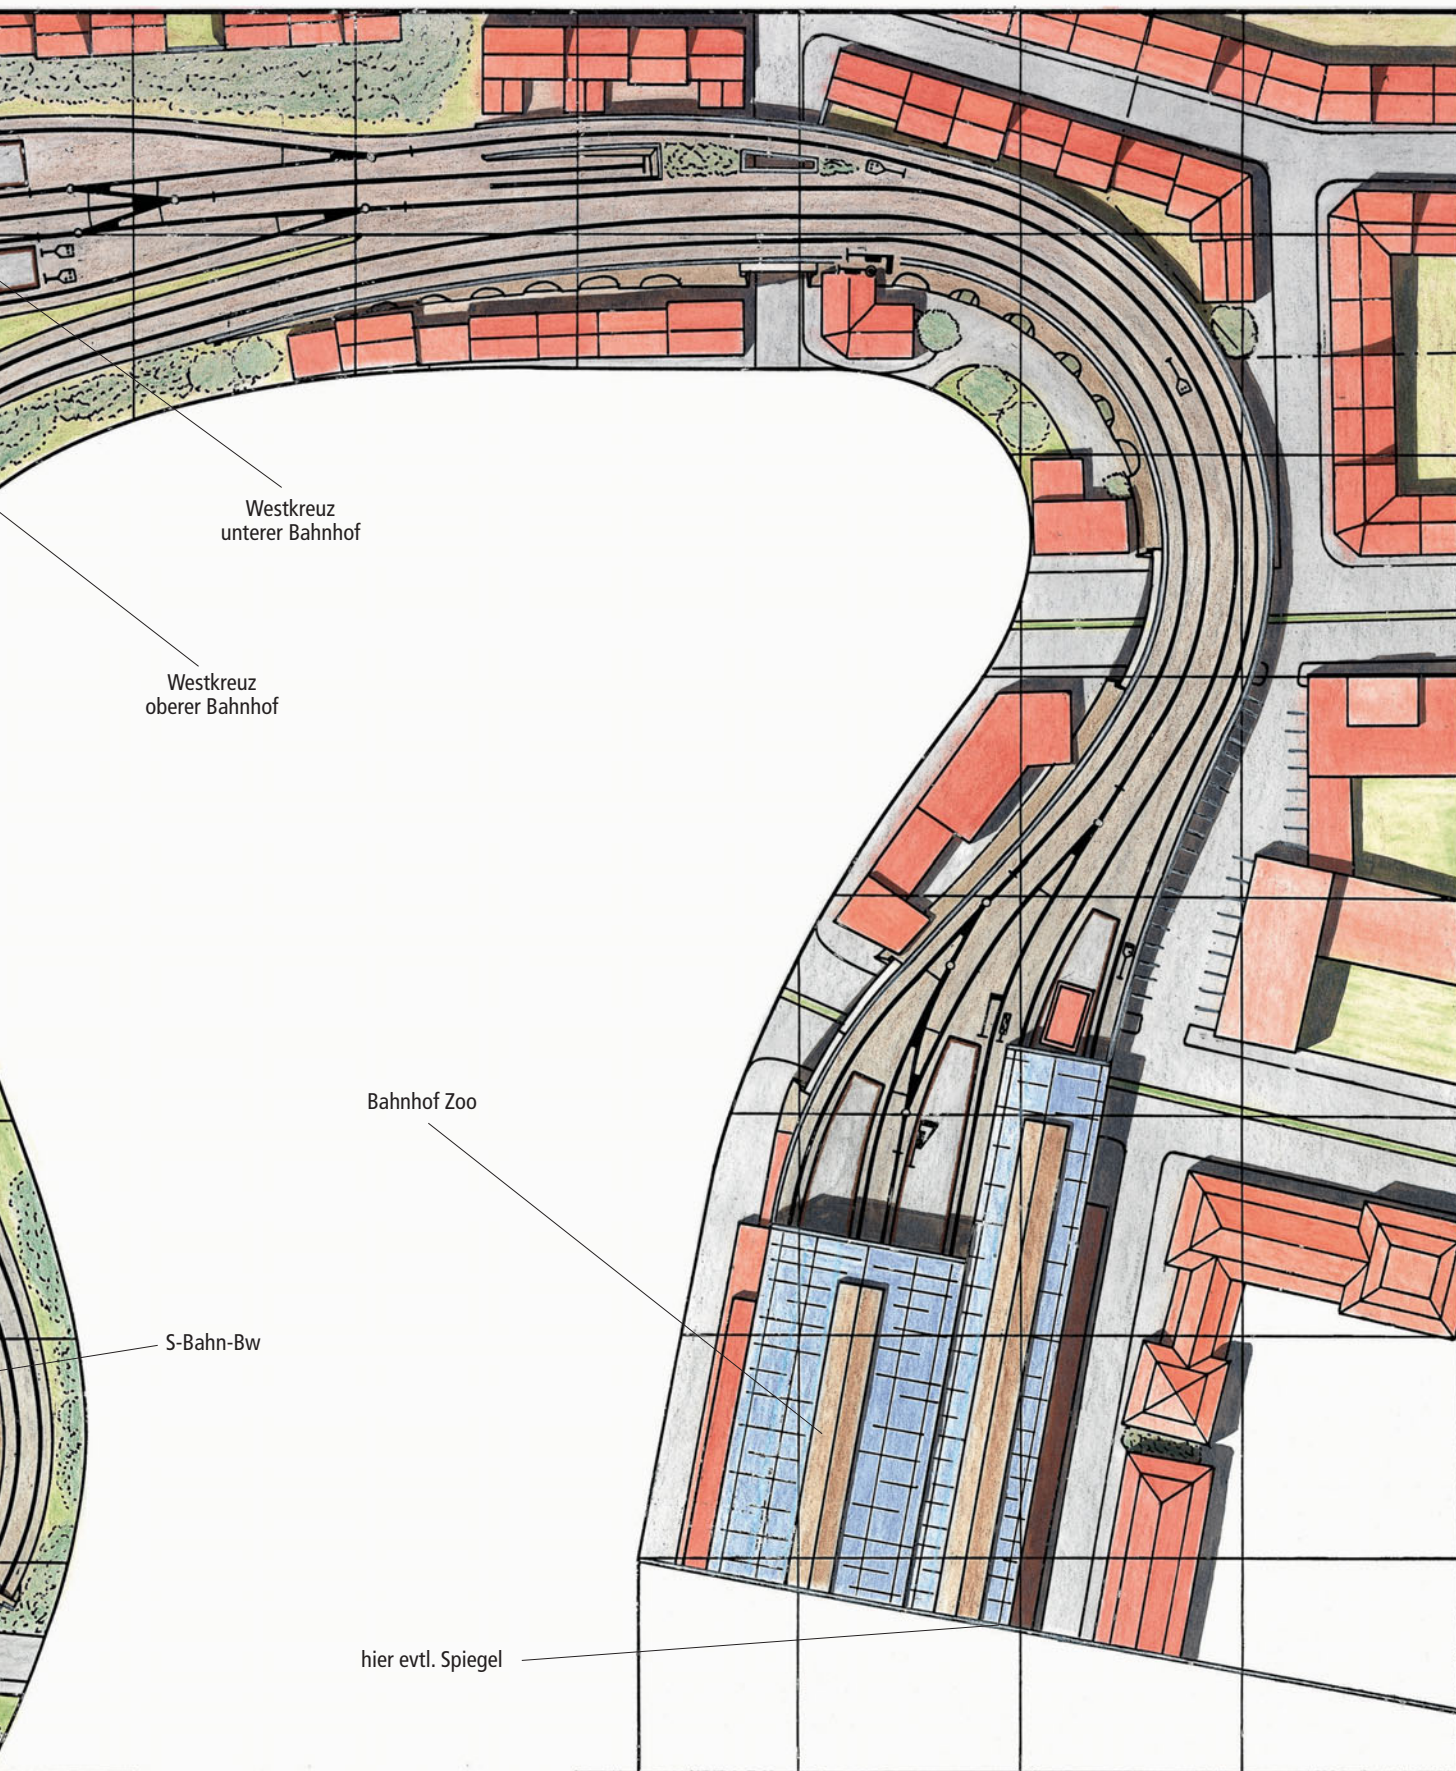 Westkreuz
unterer Bahnhof
Westkreuz
oberer Bahnhof
Bahnhof Zoo
S-Bahn-Bw
hier evtl. Spiegel